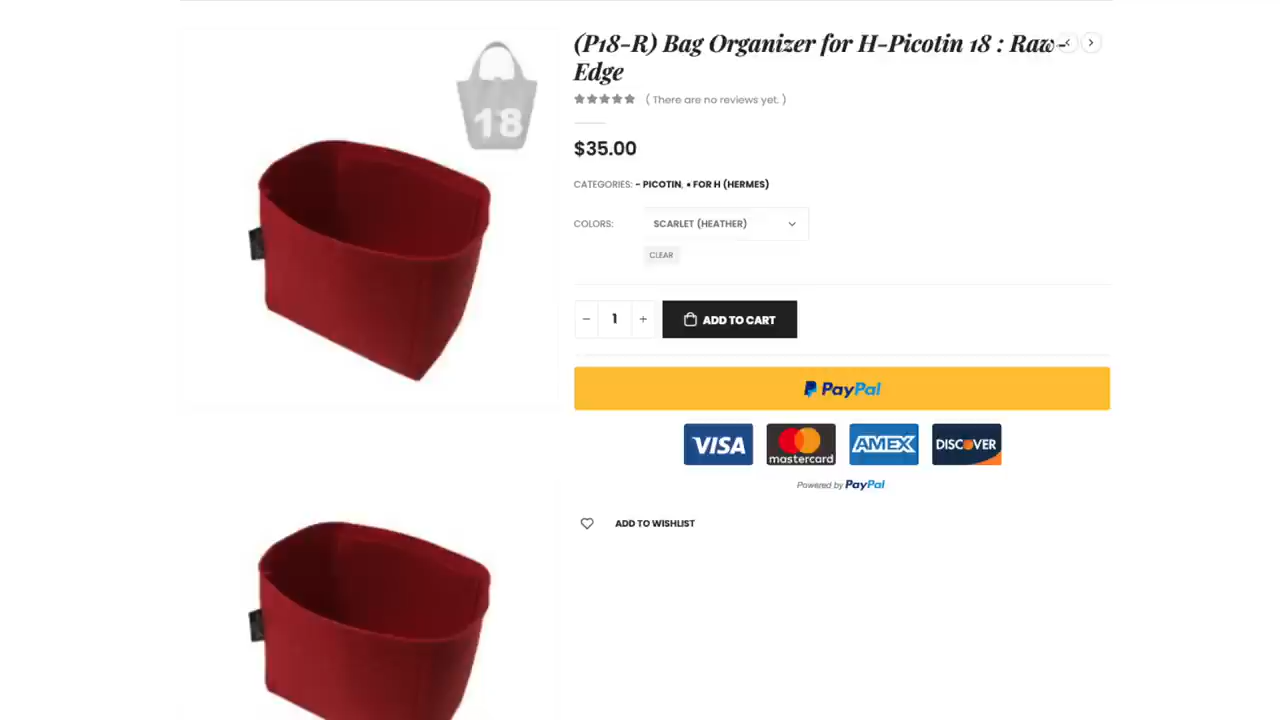 18
(P18-R) Bag Organizer for H-Picotin 18 : Raw-
Edge
( There are no reviews yet. )
$35.00
CATEGORIES: - PICOTIN, • FOR H (HERMES)
COLORS:
SCARLET (HEATHER)
CLEAR
− 1 +
ADD TO CART
PayPal
VISA
mastercard
AMEX
DISCOVER
Powered by PayPal
ADD TO WISHLIST